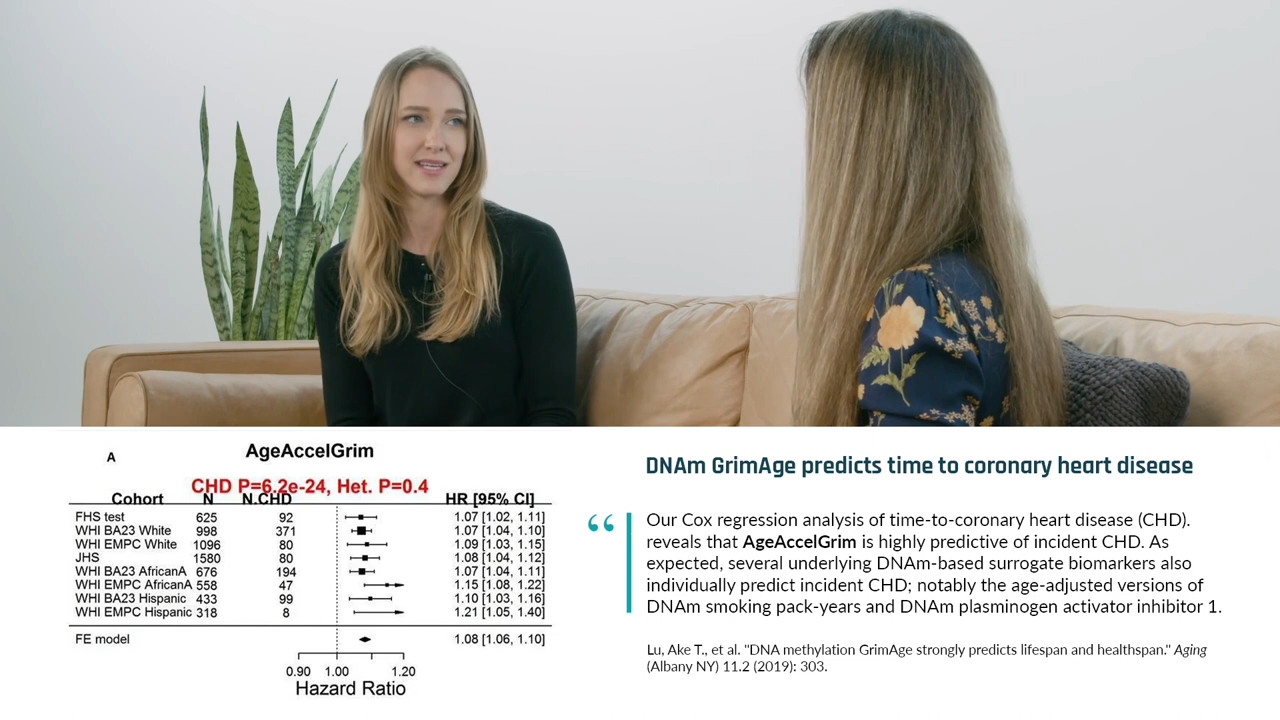 A
AgeAccelGrim
CHD P=6.2e-24, Het. P=0.4
Cohort N N.CHD HR [95% CI]
FHS test 625 92 1.07 [1.02, 1.11]
WHI BA23 White 998 371 1.07 [1.04, 1.10]
WHI EMPC White 1096 80 1.09 [1.03, 1.15]
JHS 1580 80 1.08 [1.04, 1.12]
WHI BA23 AfricanA 676 194 1.07 [1.04, 1.11]
WHI EMPC AfricanA 558 47 1.15 [1.08, 1.22]
WHI BA23 Hispanic 433 99 1.10 [1.03, 1.16]
WHI EMPC Hispanic 318 8 1.21 [1.05, 1.40]
FE model 1.08 [1.06, 1.10]
0.90 1.00 1.20
Hazard Ratio
DNAm GrimAge predicts time to coronary heart disease
“
Our Cox regression analysis of time-to-coronary heart disease (CHD).
reveals that AgeAccelGrim is highly predictive of incident CHD. As
expected, several underlying DNAm-based surrogate biomarkers also
individually predict incident CHD; notably the age-adjusted versions of
DNAm smoking pack-years and DNAm plasminogen activator inhibitor 1.
Lu, Ake T., et al. "DNA methylation GrimAge strongly predicts lifespan and healthspan." Aging
(Albany NY) 11.2 (2019): 303.